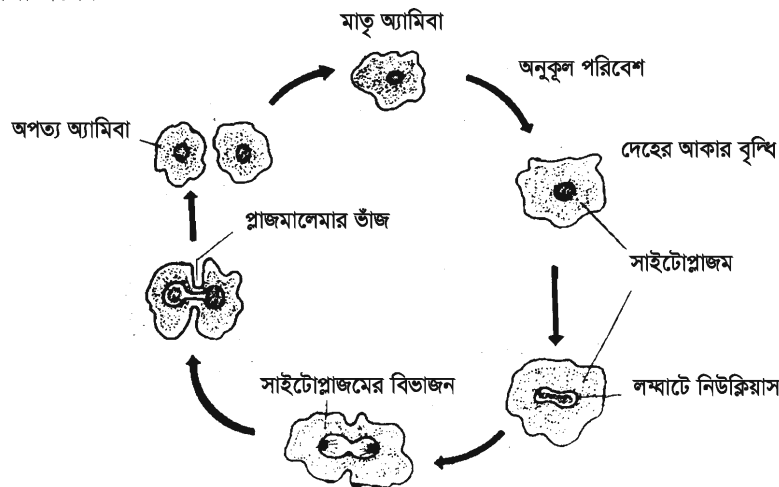 মাতৃ অ্যামিবা
অনুকূল পরিবেশ
অপত্য অ্যামিবা
দেহের আকার বৃদ্ধি
প্লাজমালেমার ভাঁজ
সাইটোপ্লাজম
সাইটোপ্লাজমের বিভাজন
লম্বাটে নিউক্লিয়াস